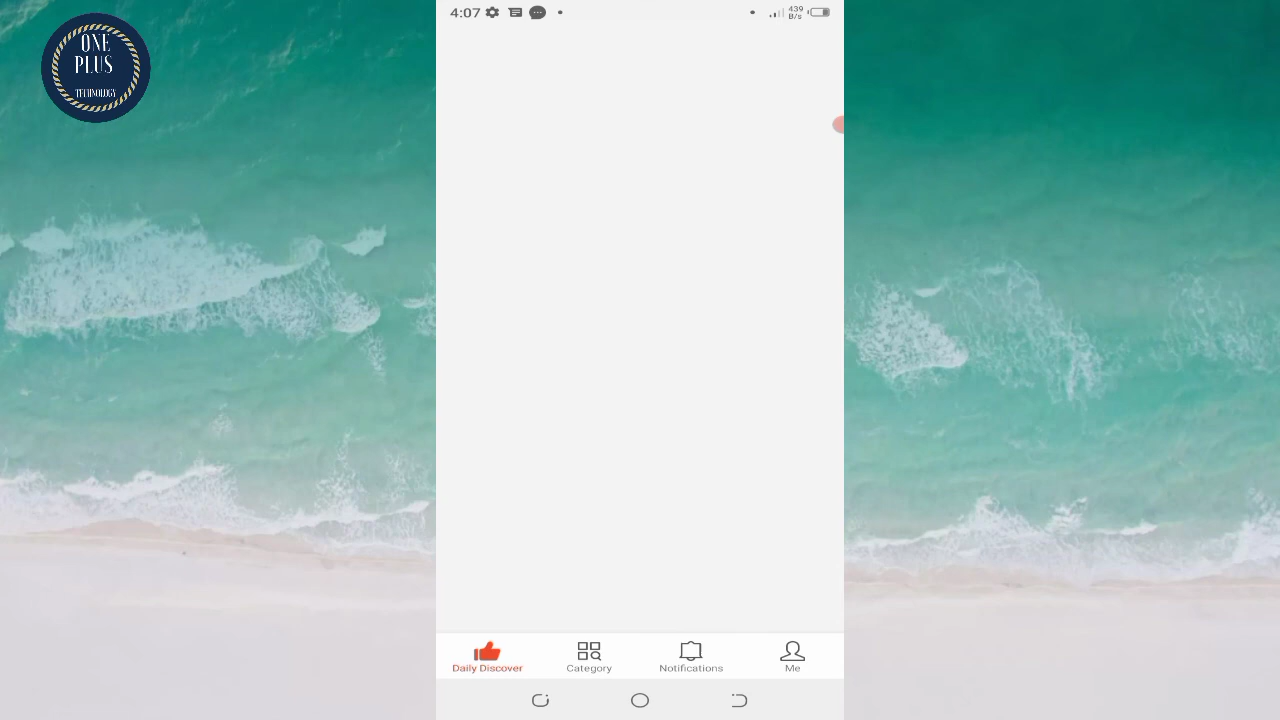 ONE
PLUS
TECHNOLOGY
4:07
439
B/s
Daily Discover
Category
Notifications
Me